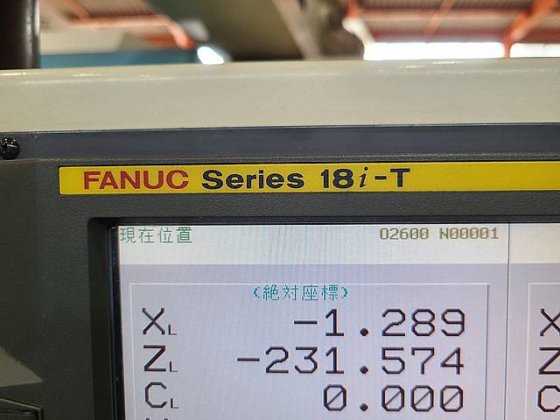 FANUC Series 18i-T
現在位置 O2600 N00001
(絶対座標)
XL -1.289 X
ZL -231.574 Z
CL 0.000 C